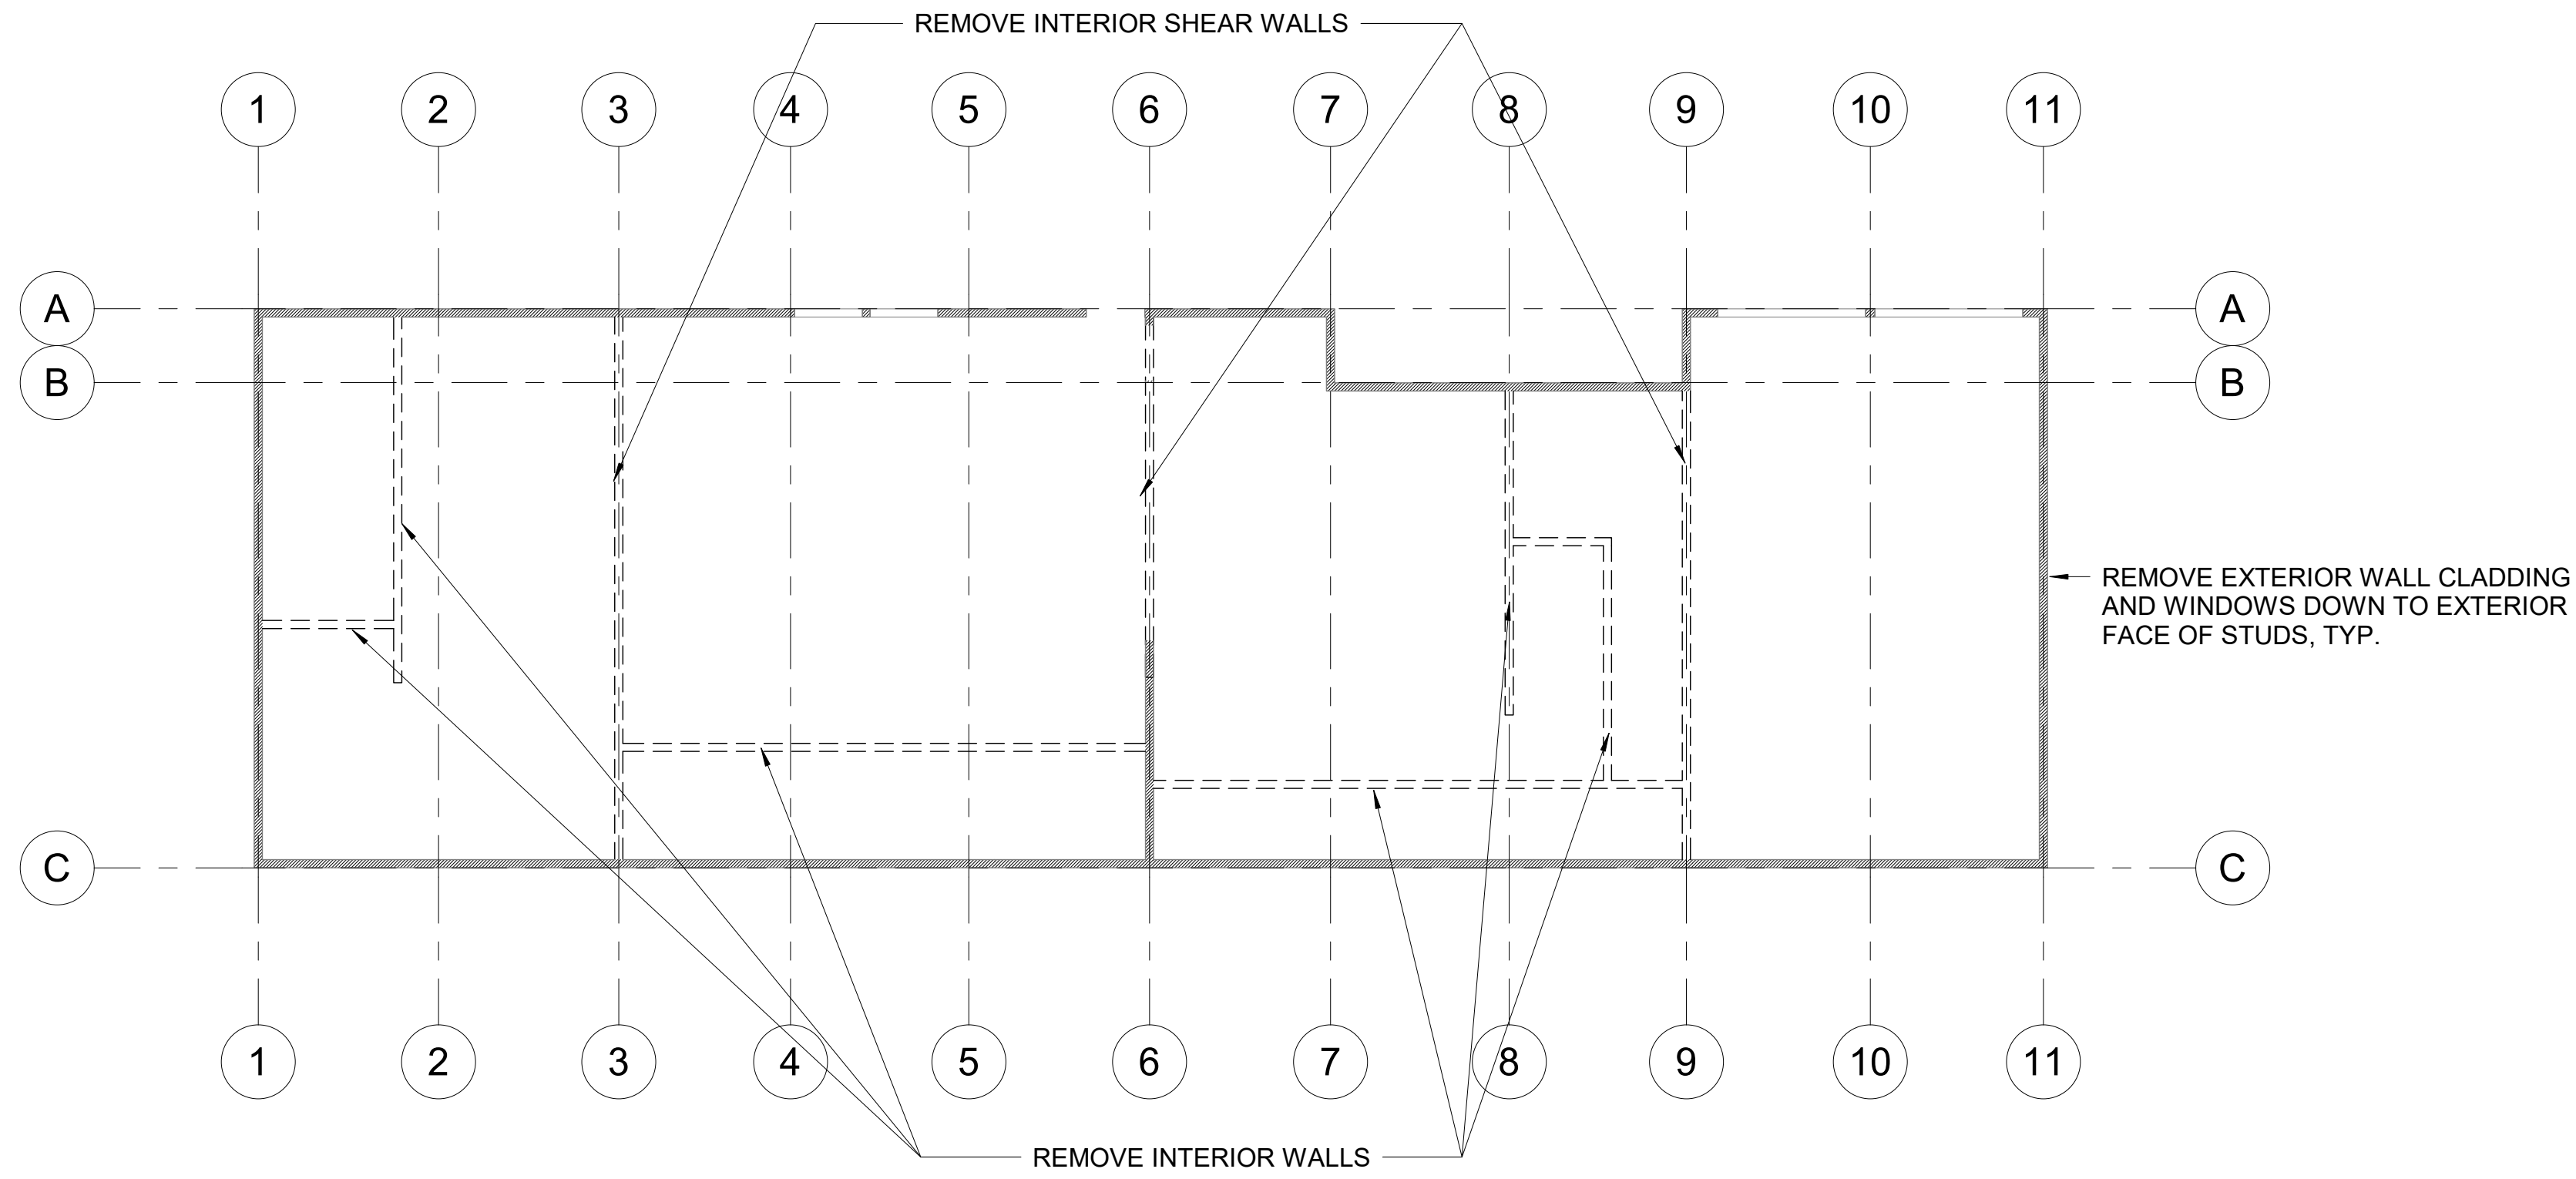 REMOVE INTERIOR SHEAR WALLS
1 2 3 4 5 6 7 8 9 10 11
A A
B B
REMOVE EXTERIOR WALL CLADDING
AND WINDOWS DOWN TO EXTERIOR
FACE OF STUDS, TYP.
C C
1 2 3 4 5 6 7 8 9 10 11
REMOVE INTERIOR WALLS